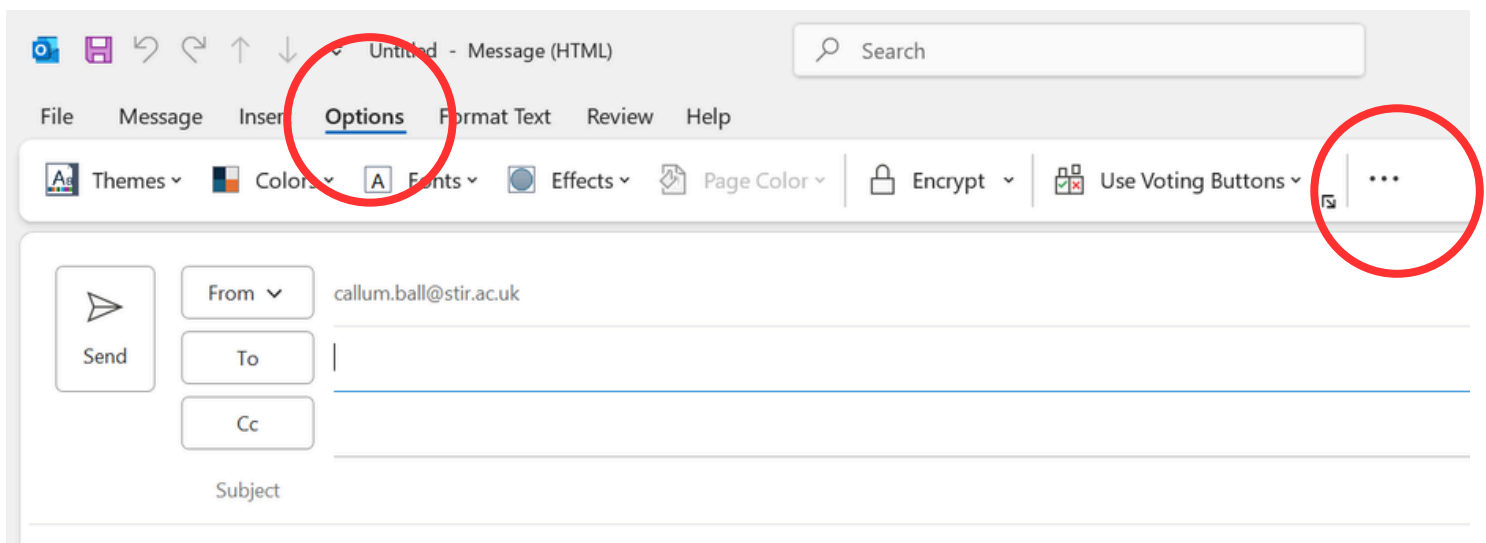 Untitled - Message (HTML) Search
File Message Insert Options Format Text Review Help
Themes Colors A Fonts Effects Page Color Encrypt Use Voting Buttons ...
From callum.ball@stir.ac.uk
Send To
Cc
Subject